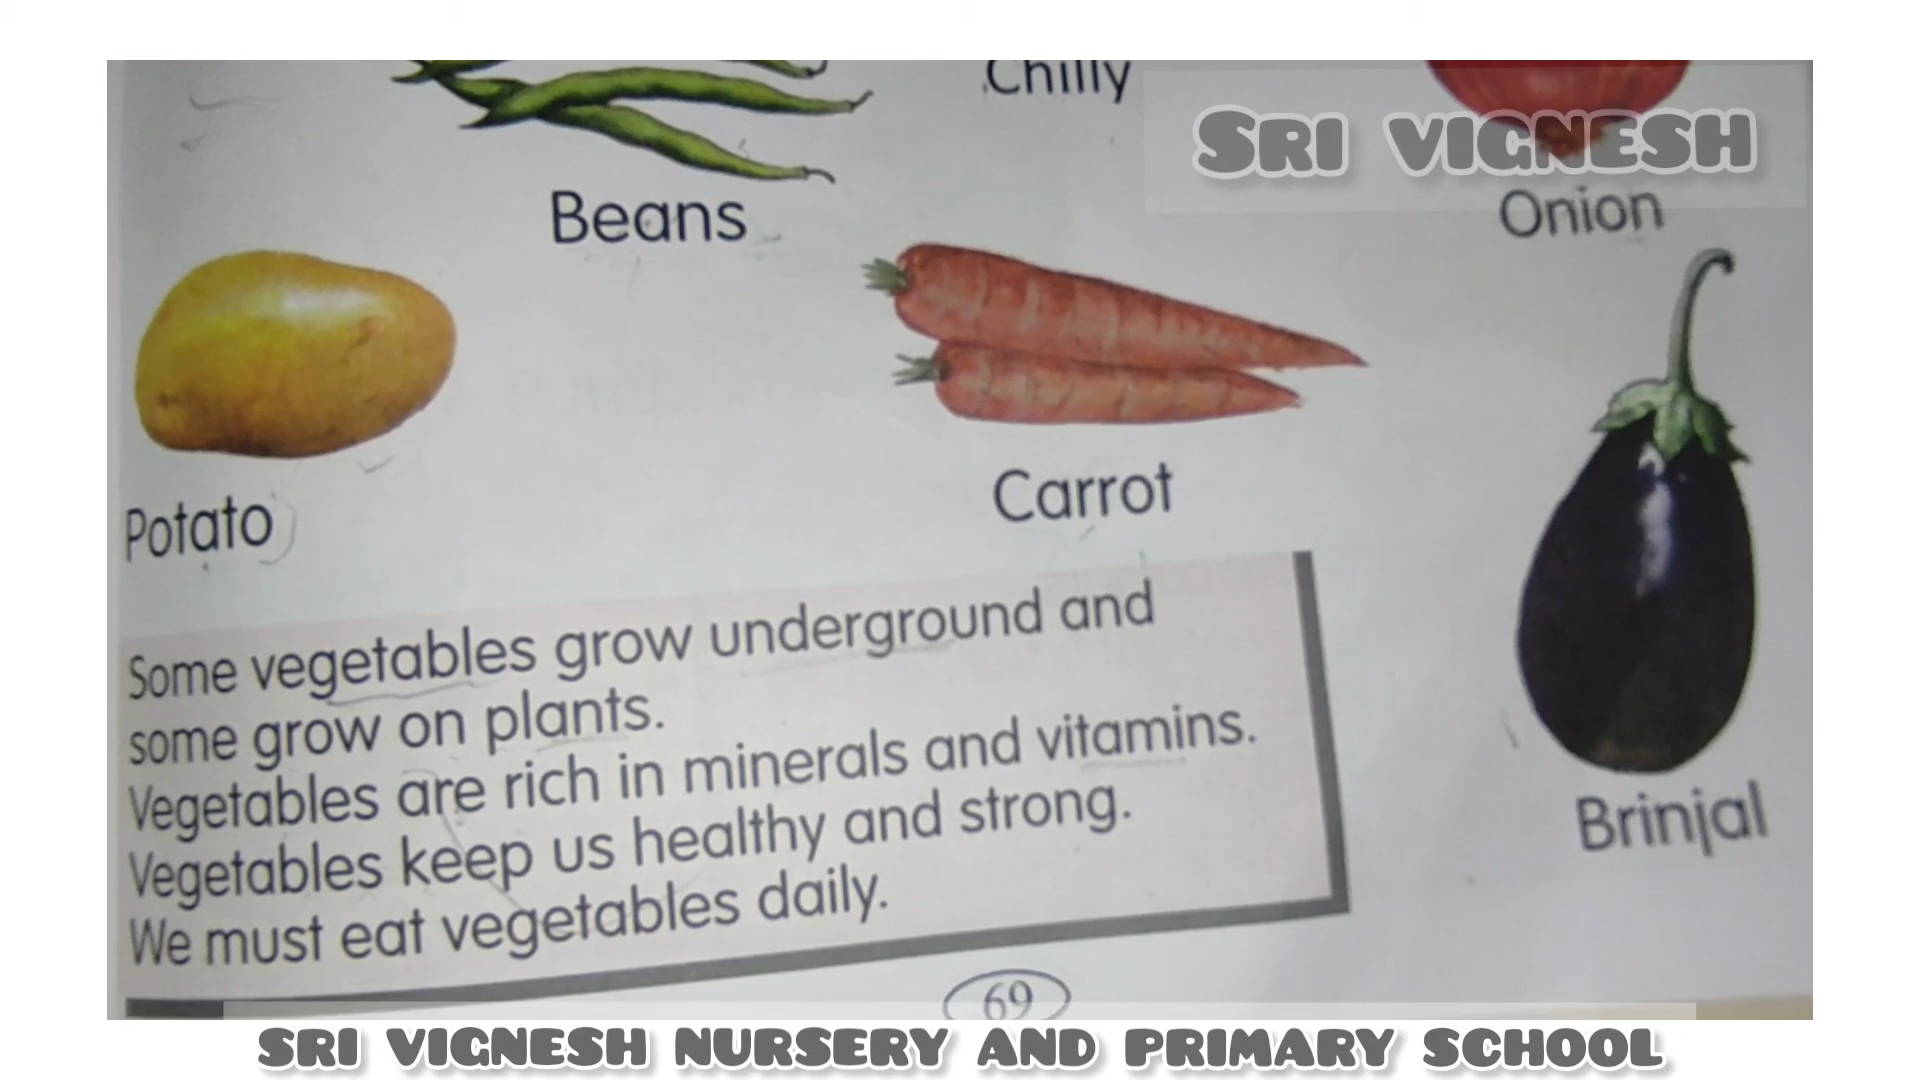 Chilly
SRI VIGNESH
Beans
Onion
Carrot
Potato
Some vegetables grow underground and
some grow on plants.
Vegetables are rich in minerals and vitamins.
Vegetables keep us healthy and strong.
We must eat vegetables daily.
Brinjal
69
SRI VIGNESH NURSERY AND PRIMARY SCHOOL